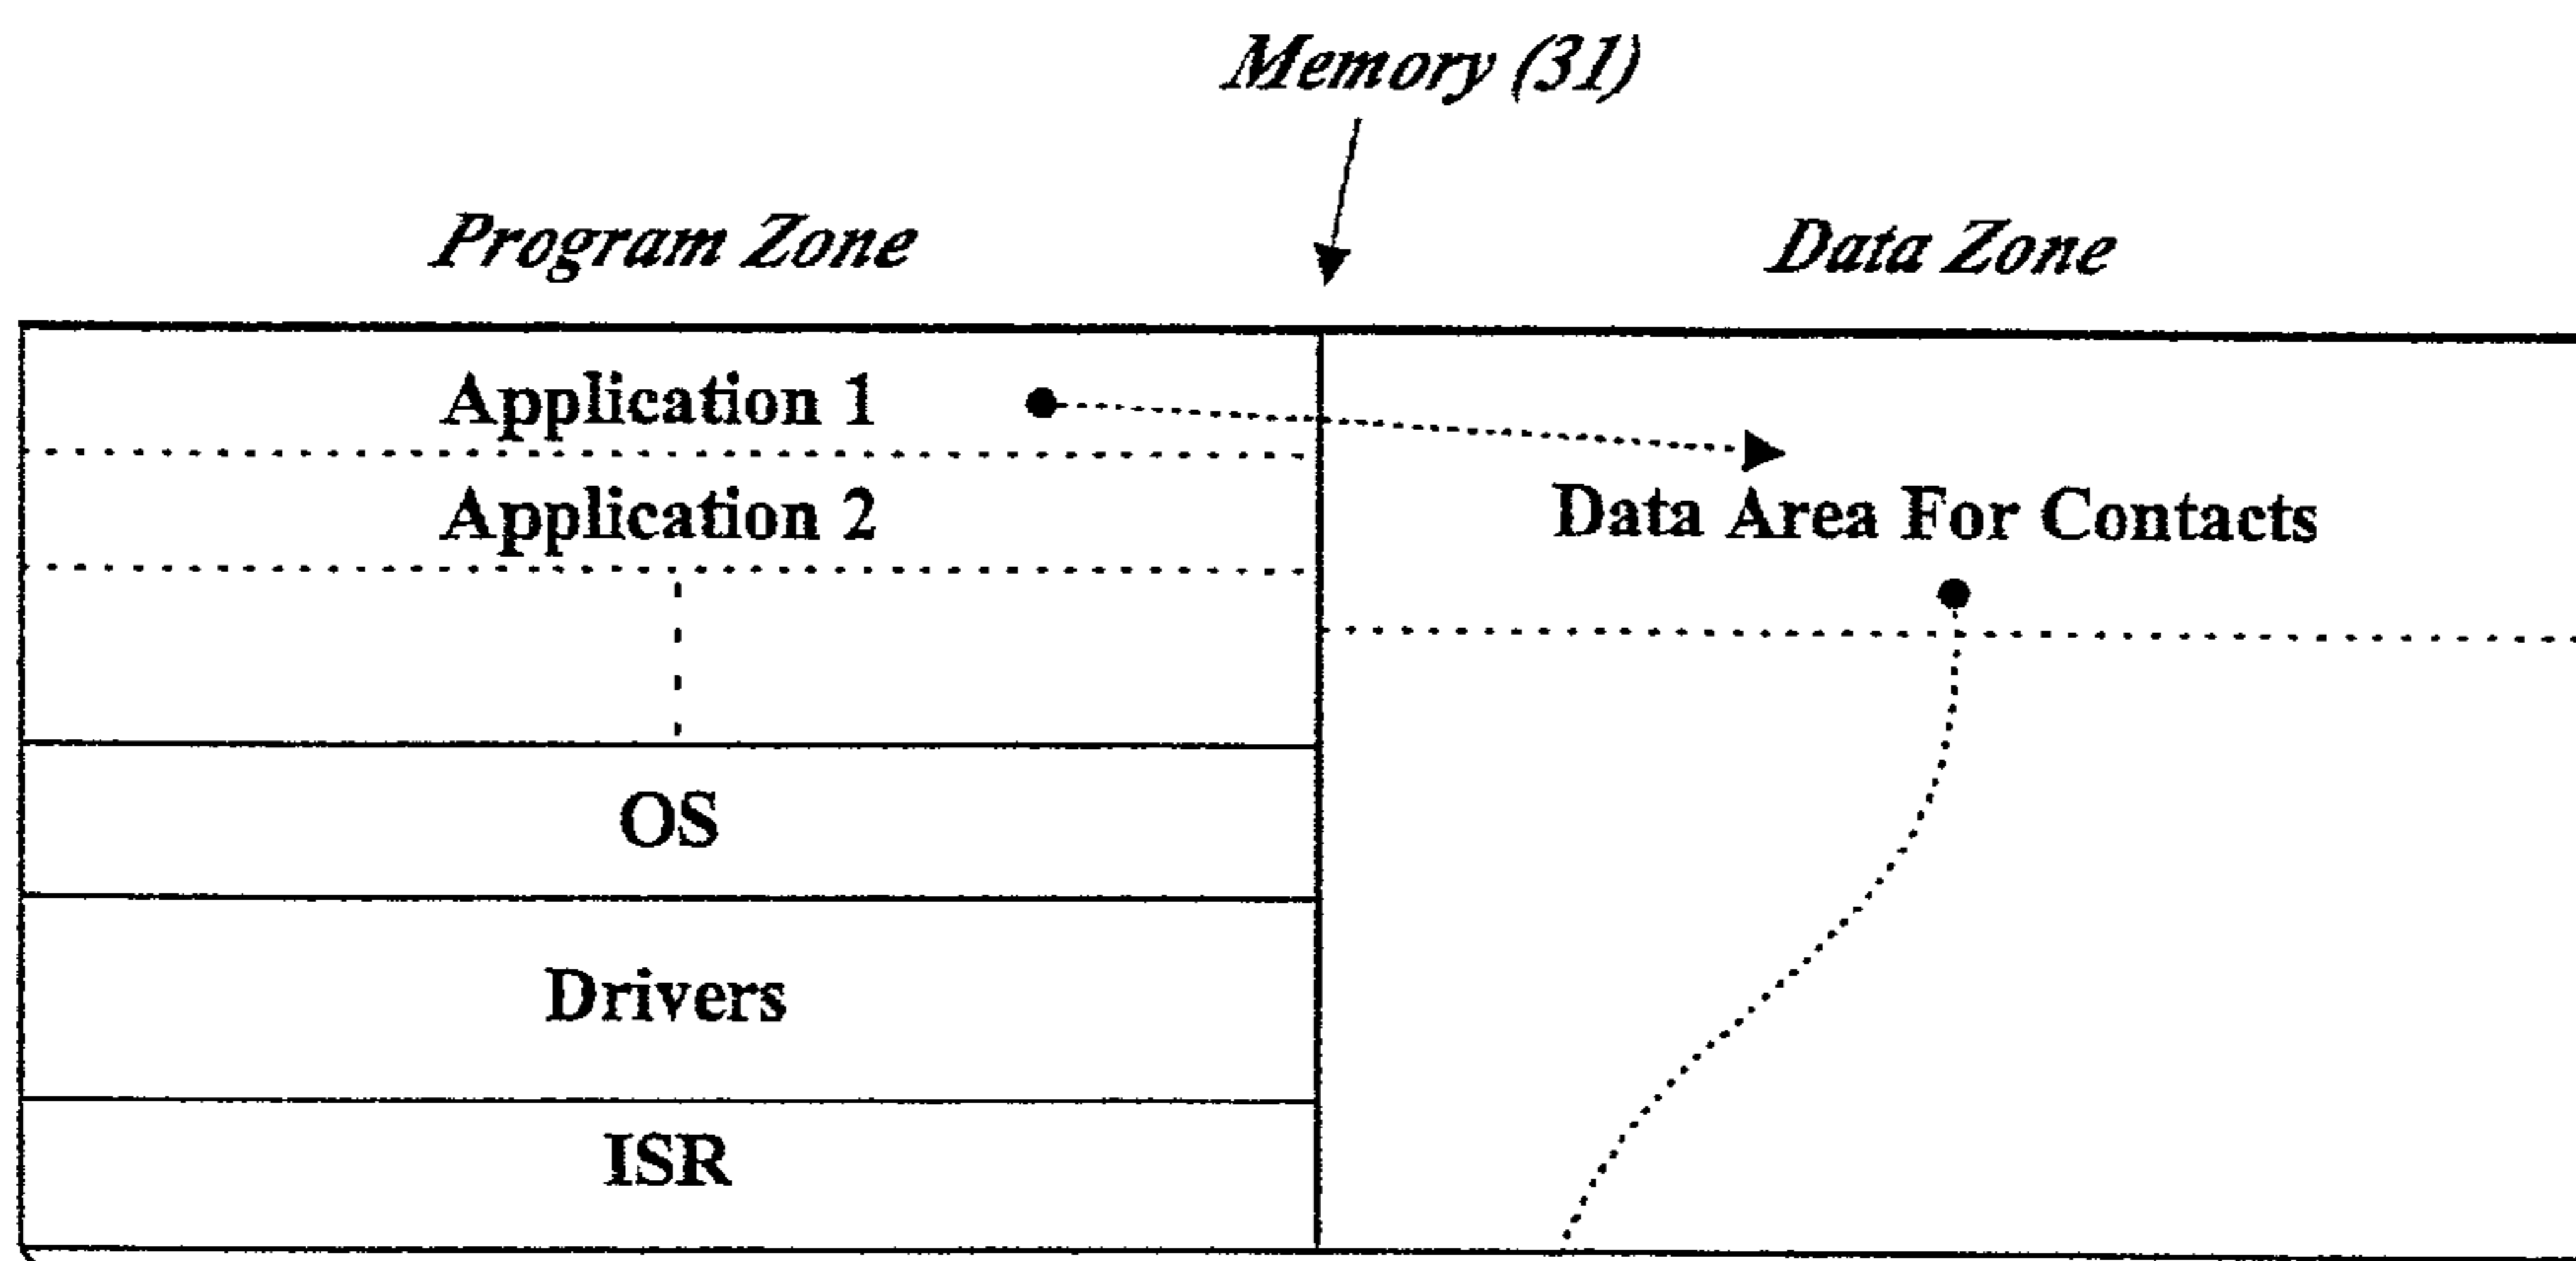 Memory (31)
Program Zone
Data Zone
Application 1
Application 2
Data Area For Contacts
OS
Drivers
ISR